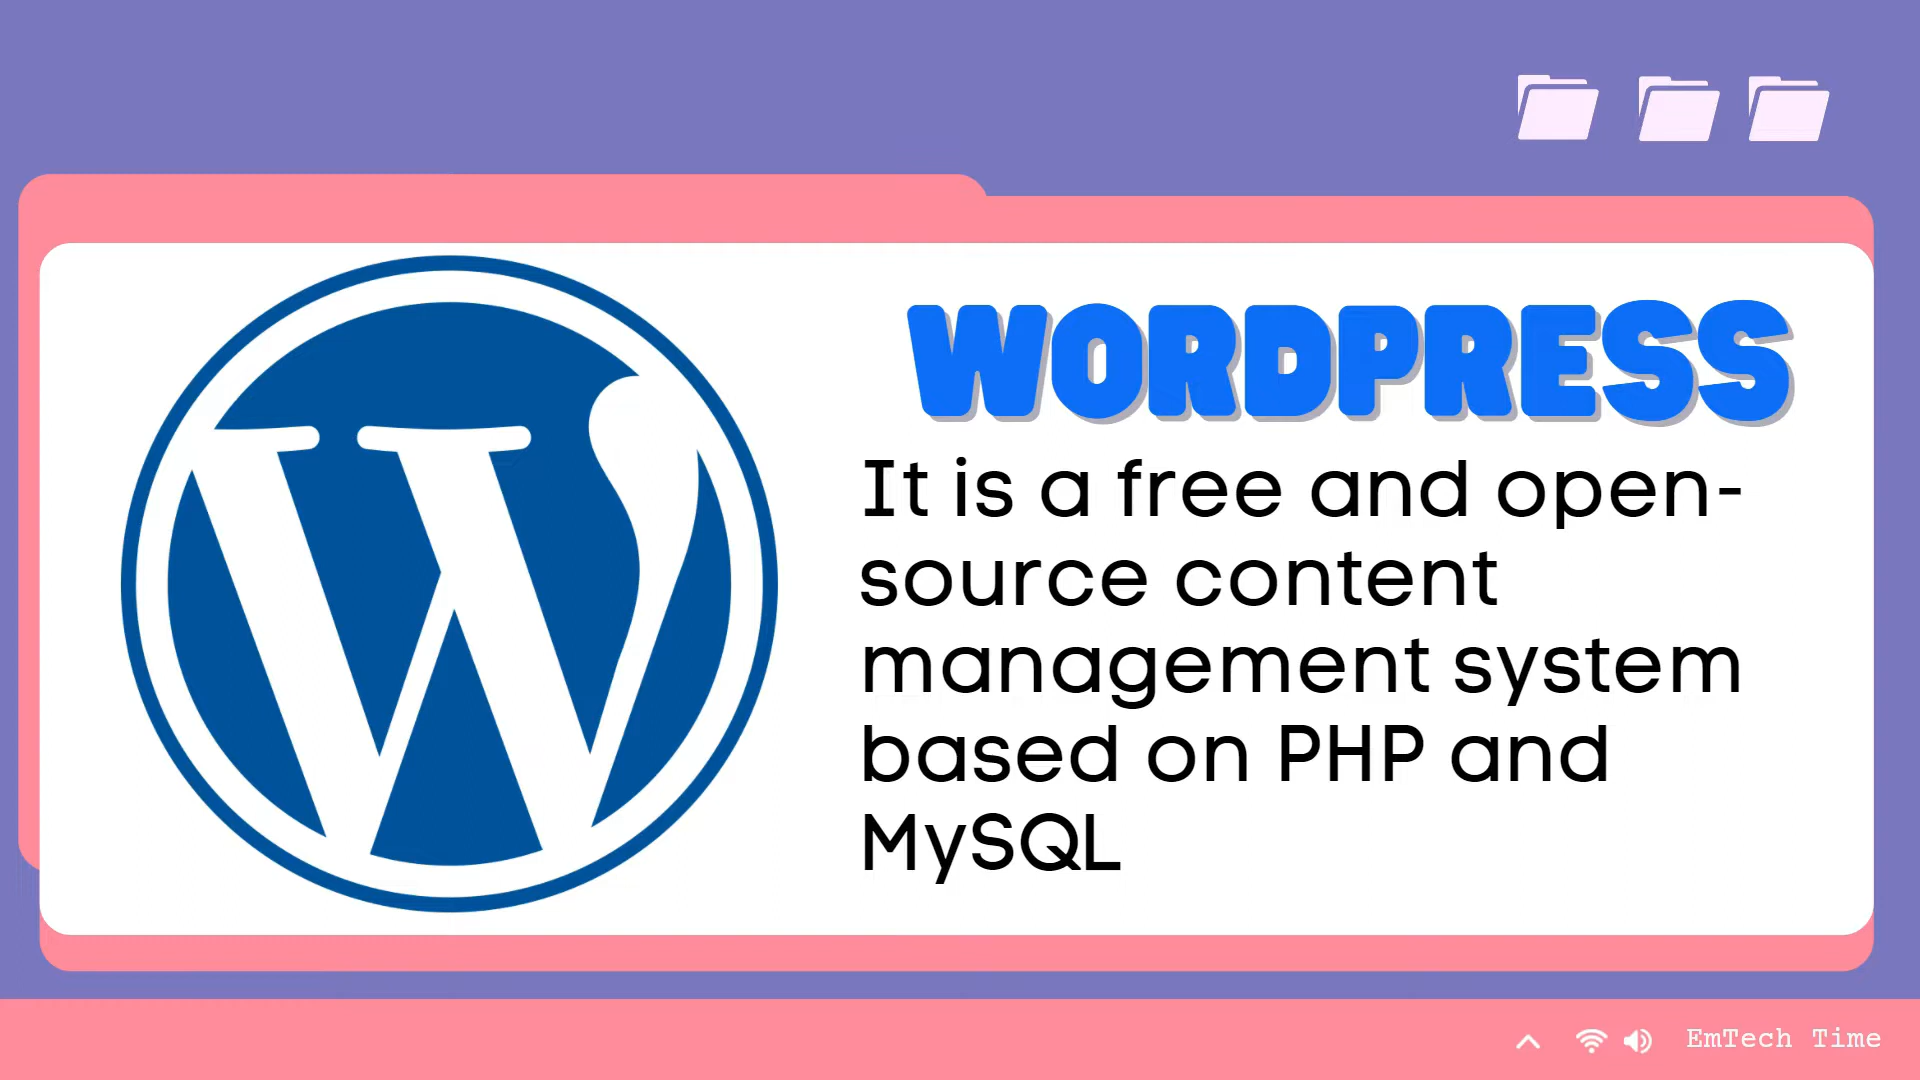 WORDPRESS
It is a free and open-
source content
management system
based on PHP and
MySQL
EmTech Time